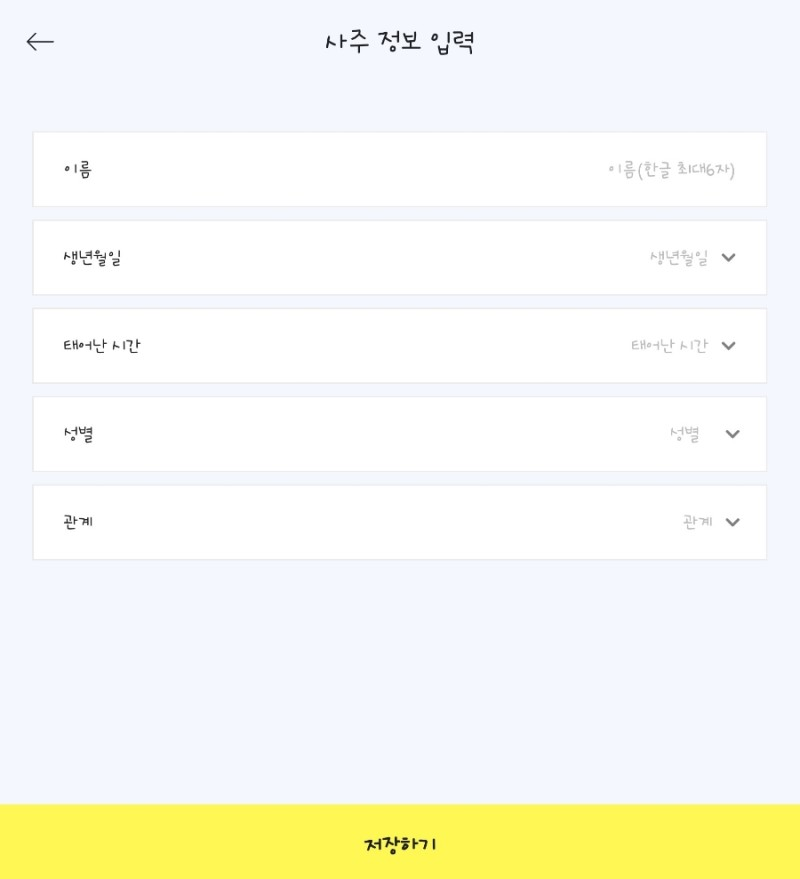 사주 정보 입력
이름 이름(한글 최대6자)
생년월일 생년월일
태어난 시간 태어난 시간
성별 성별
관계 관계
저장하기